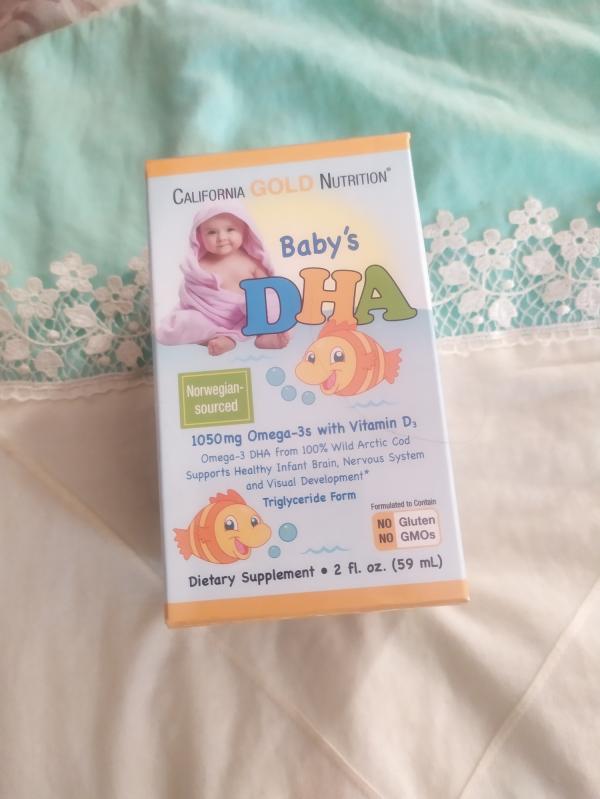 CALIFORNIA GOLD NUTRITION®
Baby's
DHA
Norwegian-
sourced
1050mg Omega-3s with Vitamin D₃
Omega-3 DHA from 100% Wild Arctic Cod
Supports Healthy Infant Brain, Nervous System
and Visual Development*
Triglyceride Form
Formulated to Contain
NO Gluten
NO GMOs
Dietary Supplement • 2 fl. oz. (59 mL)